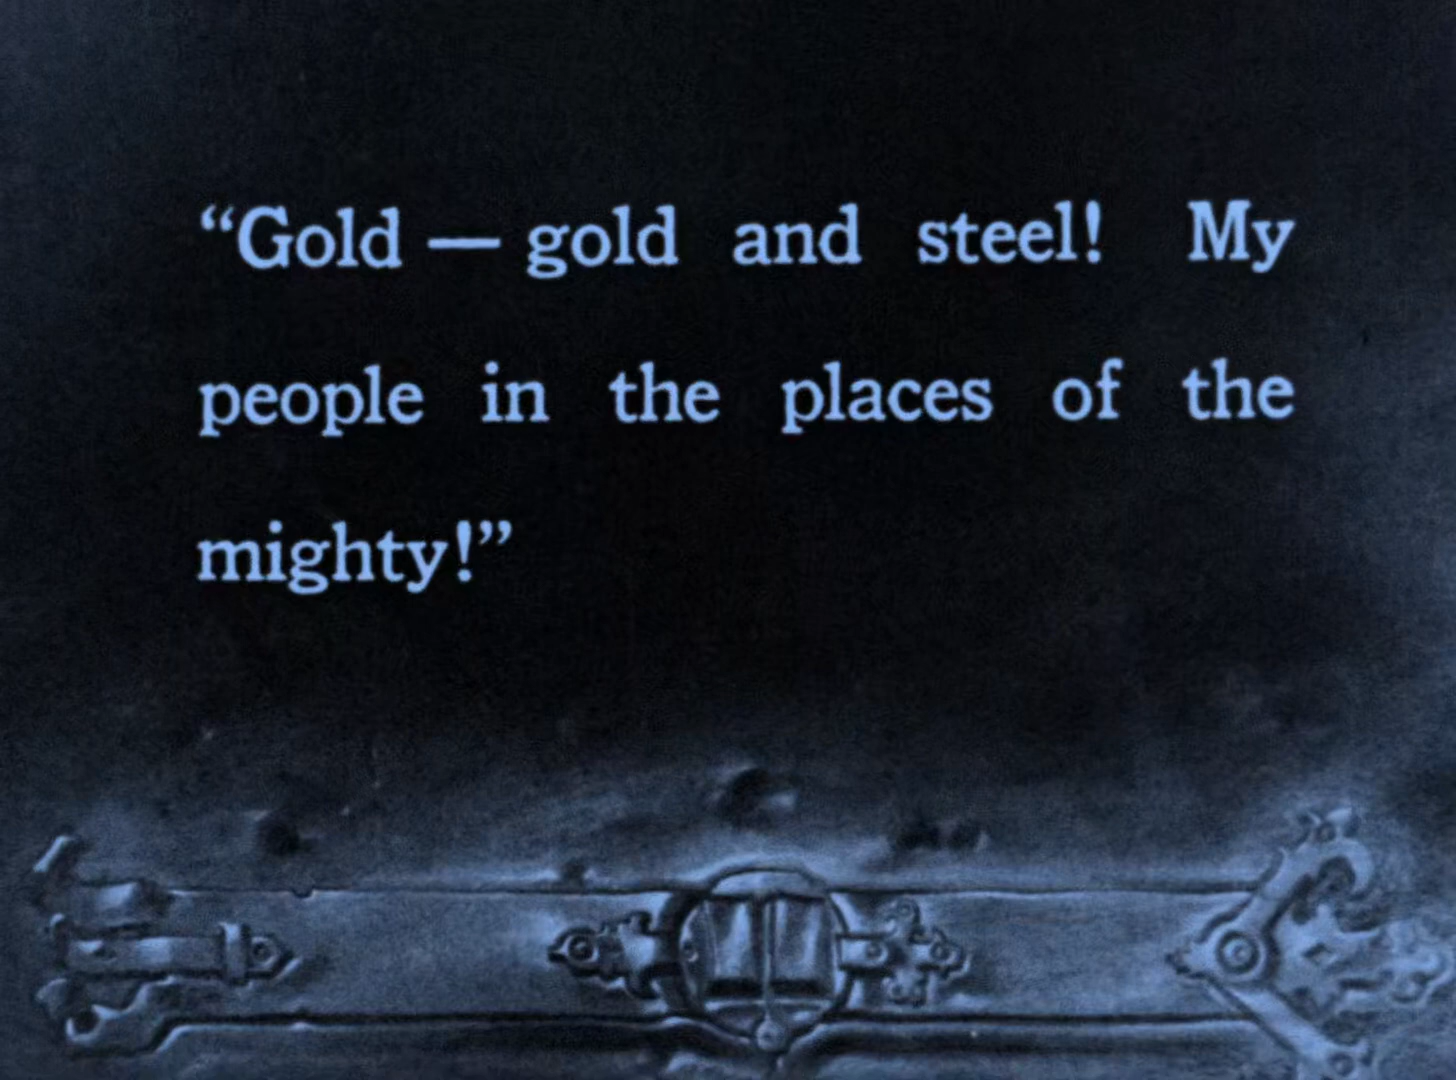 “Gold — gold and steel! My
people in the places of the
mighty!”